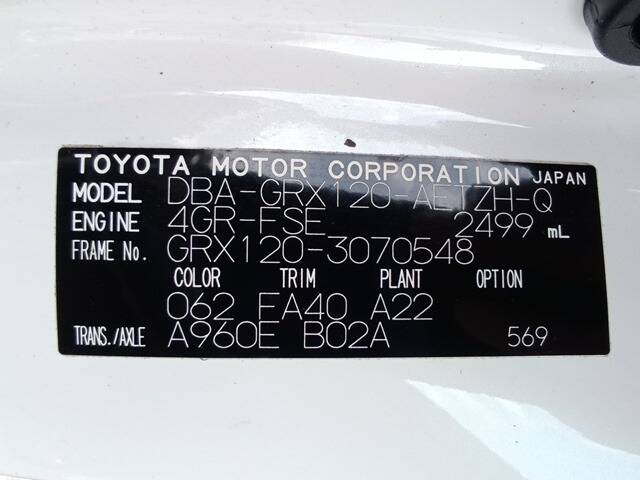 TOYOTA MOTOR CORPORATION JAPAN
MODEL DBA-GRX120-AETZH-Q
ENGINE 4GR-FSE 2499 mL
FRAME No. GRX120-3070548
COLOR TRIM PLANT OPTION
062 FA40 A22
TRANS./AXLE A960E B02A 569